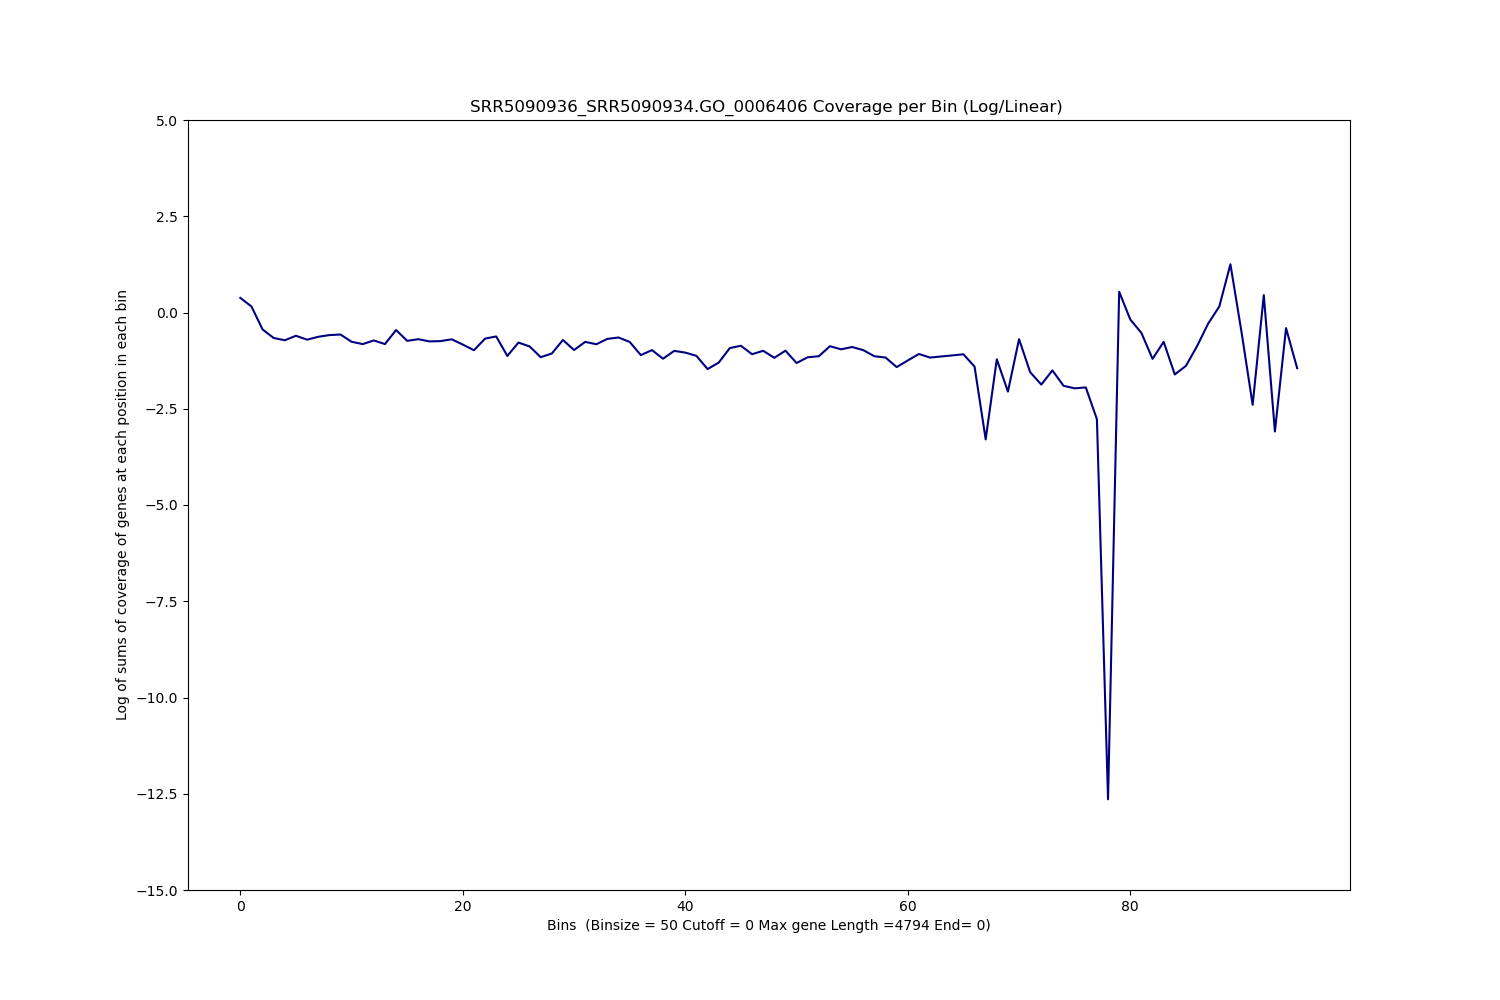 SRR5090936_SRR5090934.GO_0006406 Coverage per Bin (Log/Linear)
5.0
2.5
0.0
−2.5
−5.0
−7.5
−10.0
−12.5
−15.0
Log of sums of coverage of genes at each position in each bin
0 20 40 60 80
Bins  (Binsize = 50 Cutoff = 0 Max gene Length =4794 End= 0)